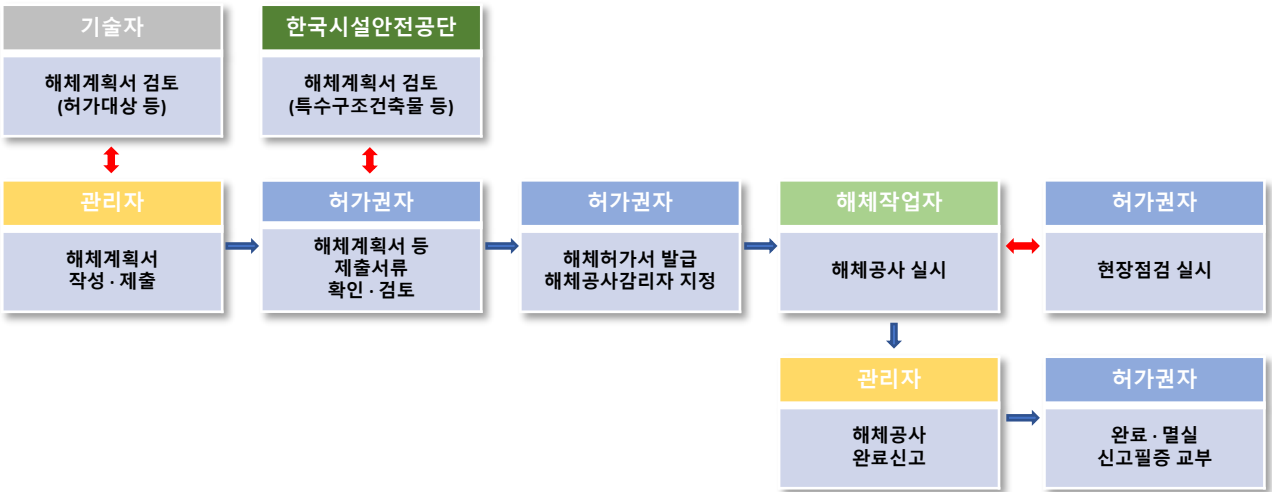 기술자
해체계획서 검토
(허가대상 등)
한국시설안전공단
해체계획서 검토
(특수구조건축물 등)
관리자
해체계획서
작성 · 제출
허가권자
해체계획서 등
제출서류
확인 · 검토
허가권자
해체허가서 발급
해체공사감리자 지정
해체작업자
해체공사 실시
허가권자
현장점검 실시
관리자
해체공사
완료신고
허가권자
완료 · 멸실
신고필증 교부